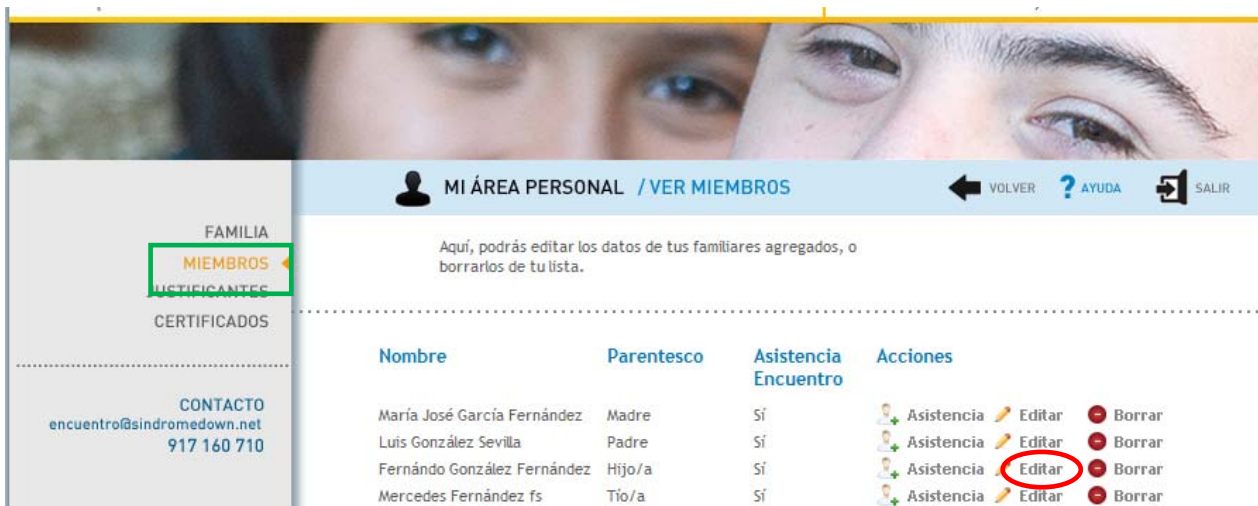 MI ÁREA PERSONAL / VER MIEMBROS
VOLVER ? AYUDA SALIR
FAMILIA
MIEMBROS
JUSTIFICANTES
CERTIFICADOS
CONTACTO
encuentro@sindromedown.net
917 160 710
Aquí, podrás editar los datos de tus familiares agregados, o
borrarlos de tu lista.
Nombre Parentesco Asistencia Encuentro Acciones
María José García Fernández Madre Sí Asistencia Editar Borrar
Luis González Sevilla Padre Sí Asistencia Editar Borrar
Fernándo González Fernández Hijo/a Sí Asistencia Editar Borrar
Mercedes Fernández fs Tío/a Sí Asistencia Editar Borrar